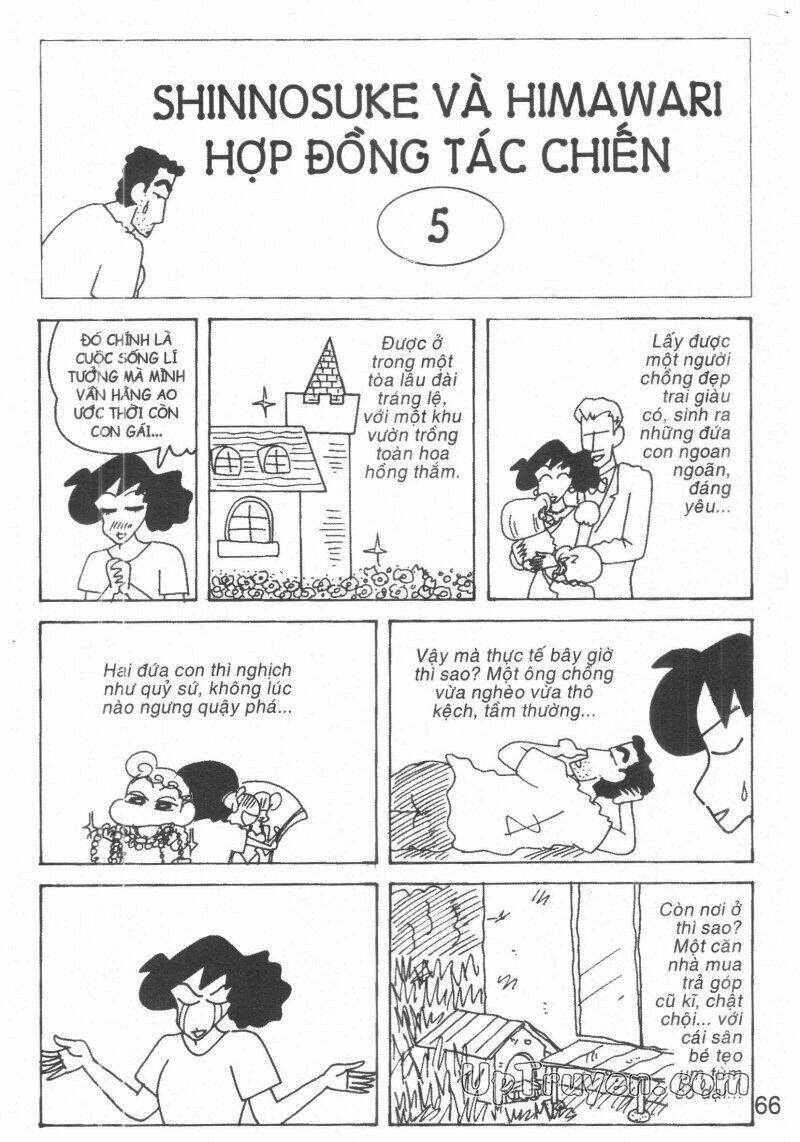 SHINNOSUKE VÀ HIMAWARI
HỢP ĐỒNG TÁC CHIẾN
5
Lấy được
một người
chồng đẹp
trai giàu
có, sinh ra
những đứa
con ngoan
ngoãn,
đáng
yêu...
Được ở
trong một
tòa lâu đài
tráng lệ,
với một khu
vườn trồng
toàn hoa
hồng thắm.
ĐÓ CHÍNH LÀ
CUỘC SỐNG LÍ
TƯỞNG MÀ MÌNH
VẪN HẰNG AO
ƯỚC THỜI CÒN
CON GÁI...
Vậy mà thực tế bây giờ
thì sao? Một ông chồng
vừa nghèo vừa thô
kệch, tầm thường...
Hai đứa con thì nghịch
như quỷ sứ, không lúc
nào ngưng quậy phá...
Còn nơi ở
thì sao?
Một căn
nhà mua
trả góp
cũ kĩ, chật
chội... với
cái sân
bé tẹo
um tùm
UpTruyen.com
66